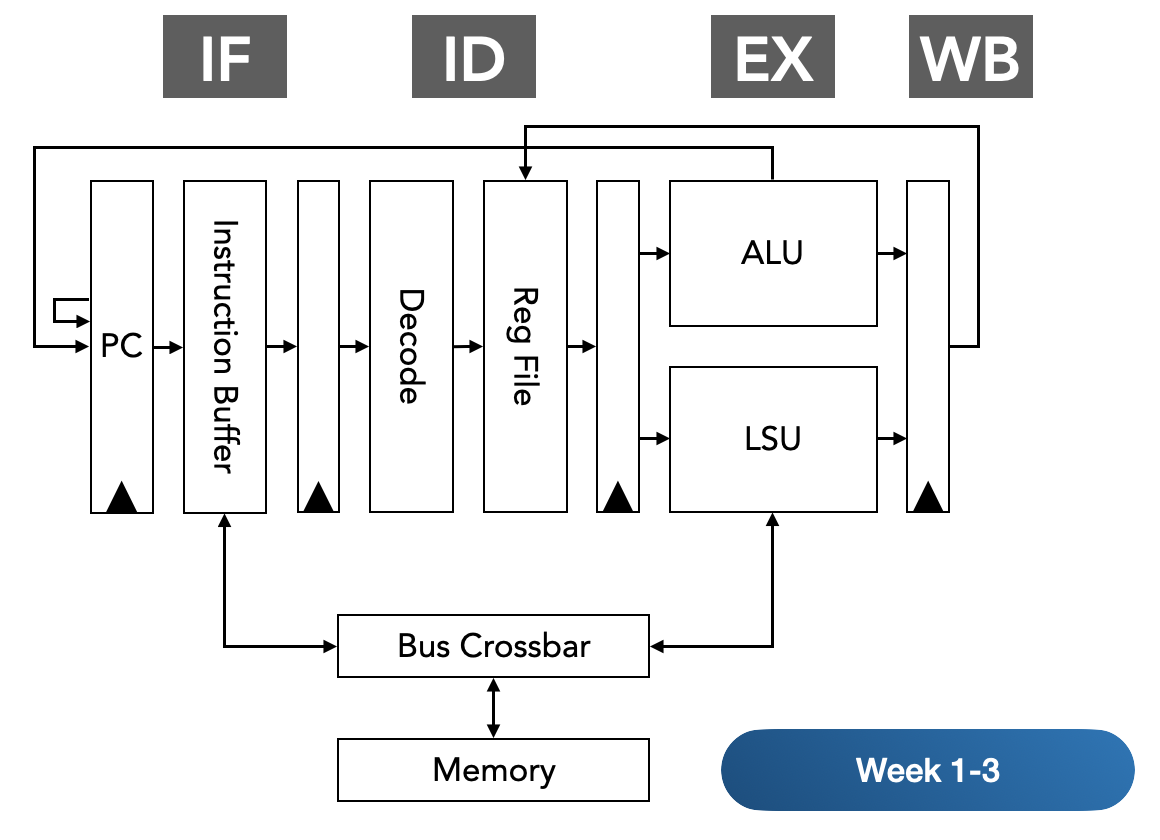 IF
ID
EX
WB
PC
Instruction Buffer
Decode
Reg File
ALU
LSU
Bus Crossbar
Memory
Week 1-3